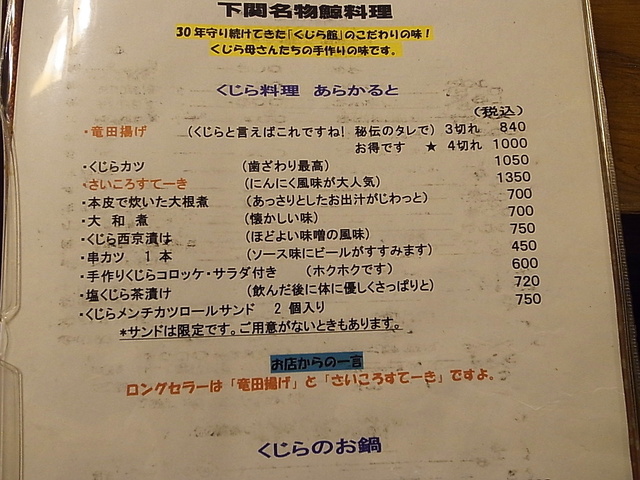 下関名物鯨料理
30年守り続けてきた「くじら館」のこだわりの味!
くじら母さんたちの手作りの味です。
くじら料理 あらかると
(税込)
・竜田揚げ (くじらと言えばこれですね! 秘伝のタレで) 3切れ 840
お得です ★ 4切れ 1000
・くじらカツ (歯ざわり最高) 1050
・さいころすてーき (にんにく風味が大人気) 1350
・本皮で炊いた大根煮 (あっさりとしたお出汁がじわっと) 700
・大 和 煮 (懐かしい味) 700
・くじら西京漬け (ほどよい味噌の風味) 750
・串カツ 1本 (ソース味にビールがすすみます) 450
・手作りくじらコロッケ・サラダ付き (ホクホクです) 600
・塩くじら茶漬け (飲んだ後に体に優しくさっぱりと) 720
・くじらメンチカツロールサンド 2個入り 750
*サンドは限定です。ご用意がないときもあります。
お店からの一言
ロングセラーは「竜田揚げ」と「さいころすてーき」ですよ。
くじらのお鍋